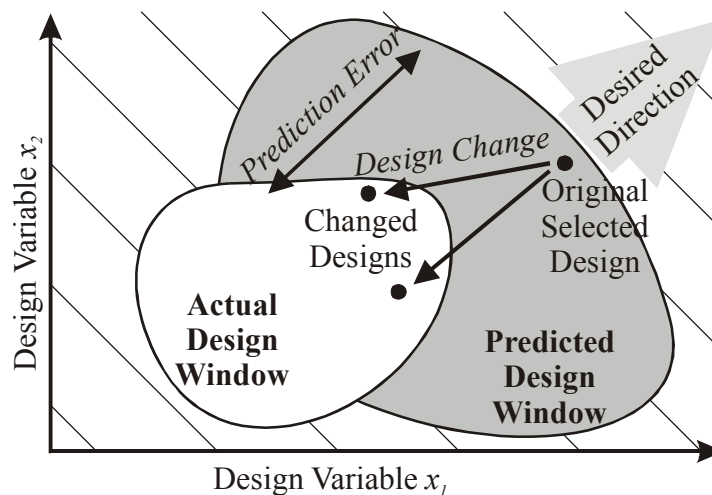 Prediction Error
Desired
Direction
Design Change
Original
Selected
Design
Changed
Designs
Actual
Design
Window
Predicted
Design
Window
Design Variable x2
Design Variable x1